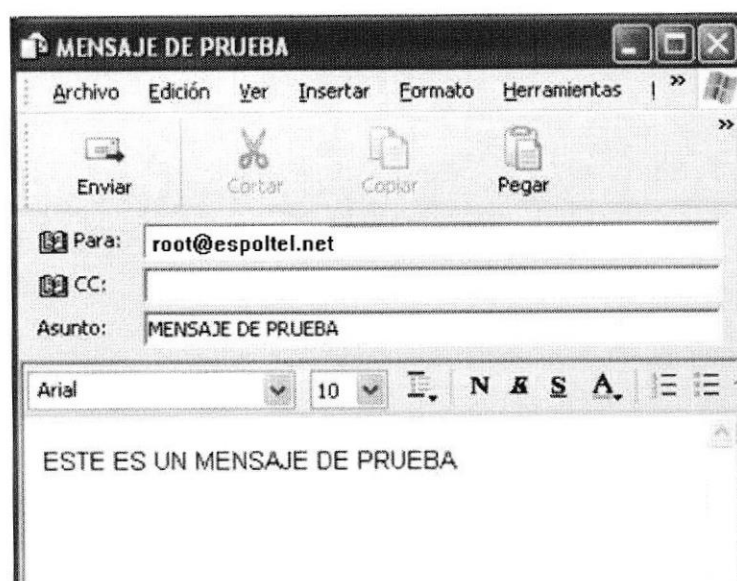 MENSAJE DE PRUEBA
Archivo Edición Ver Insertar Formato Herramientas »
»
Enviar Cortar Copiar Pegar
Para: root@espoltel.net
CC:
Asunto: MENSAJE DE PRUEBA
Arial 10 N K S A
ESTE ES UN MENSAJE DE PRUEBA